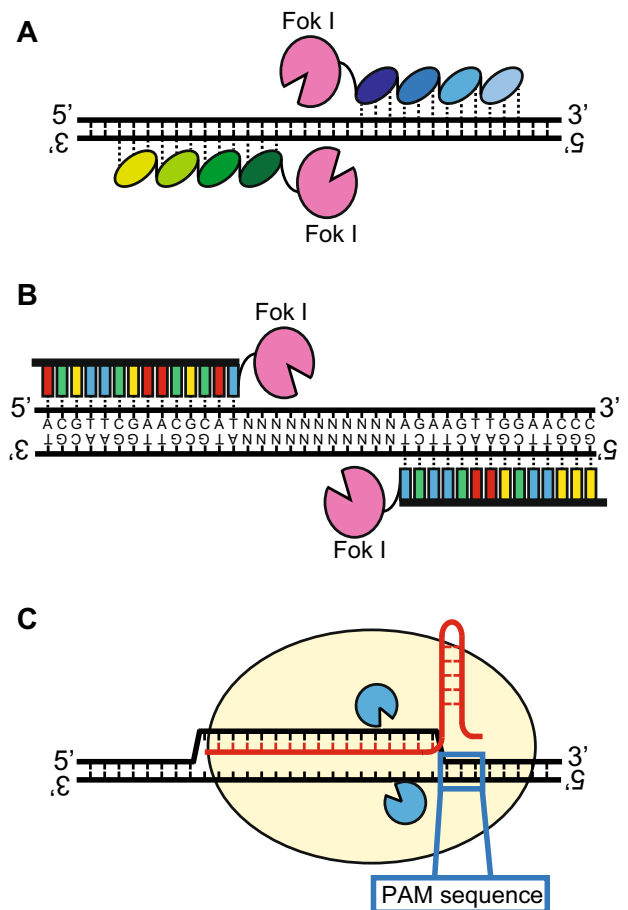 A
Fok I
5’ 3’
3’ 5’
Fok I
B
Fok I
5’ 3’
ACGTTCGAACGCATNNNNNNNNNNNAGAAGTTGGAACCC
3’ 5’
Fok I
C
5’ 3’
3’ 5’
PAM sequence